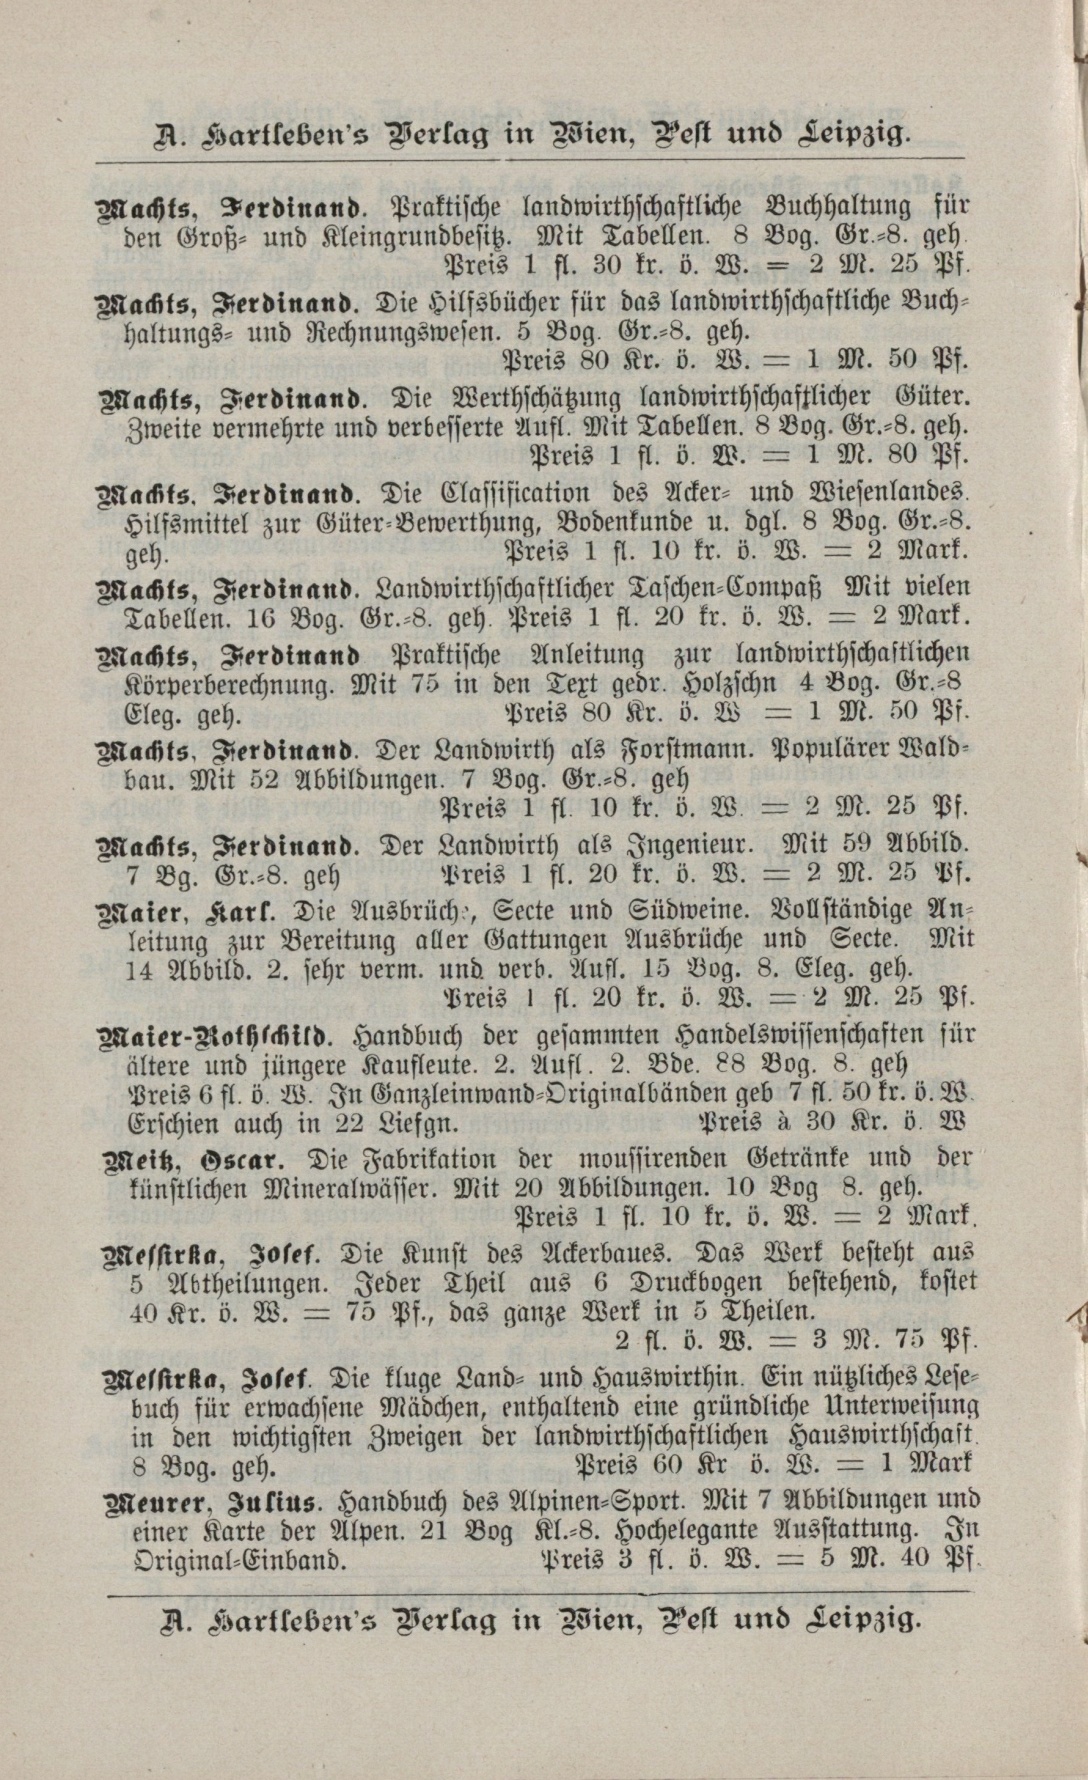 A. Hartleben's Verlag in Wien, Pest und Leipzig.
Machts, Ferdinand. Praktische landwirthschaftliche Buchhaltung für
den Groß- und Kleingrundbesitz. Mit Tabellen. 8 Bog. Gr.-8. geh.
Preis 1 fl. 30 kr. ö. W. = 2 M. 25 Pf.
Machts, Ferdinand. Die Hilfsbücher für das landwirthschaftliche Buch-
haltungs- und Rechnungswesen. 5 Bog. Gr.-8. geh.
Preis 80 Kr. ö. W. = 1 M. 50 Pf.
Machts, Ferdinand. Die Werthschätzung landwirthschaftlicher Güter.
Zweite vermehrte und verbesserte Aufl. Mit Tabellen. 8 Bog. Gr.-8. geh.
Preis 1 fl. ö. W. = 1 M. 80 Pf.
Machts. Ferdinand. Die Classification des Acker- und Wiesenlandes.
Hilfsmittel zur Güter-Bewerthung, Bodenkunde u. dgl. 8 Bog. Gr.-8.
geh. Preis 1 fl. 10 kr. ö. W. = 2 Mark.
Machts, Ferdinand. Landwirthschaftlicher Taschen-Compaß Mit vielen
Tabellen. 16 Bog. Gr.-8. geh. Preis 1 fl. 20 kr. ö. W. = 2 Mark.
Machts, Ferdinand Praktische Anleitung zur landwirthschaftlichen
Körperberechnung. Mit 75 in den Text gedr. Holzschn 4 Bog. Gr.-8
Eleg. geh. Preis 80 Kr. ö. W = 1 M. 50 Pf.
Machts, Ferdinand. Der Landwirth als Forstmann. Populärer Wald-
bau. Mit 52 Abbildungen. 7 Bog. Gr.-8. geh
Preis 1 fl. 10 kr. ö. W. = 2 M. 25 Pf.
Machts, Ferdinand. Der Landwirth als Ingenieur. Mit 59 Abbild.
7 Bg. Gr.-8. geh Preis 1 fl. 20 kr. ö. W. = 2 M. 25 Pf.
Maier, Karl. Die Ausbrüche, Secte und Südweine. Vollständige An-
leitung zur Bereitung aller Gattungen Ausbrüche und Secte. Mit
14 Abbild. 2. sehr verm. und verb. Aufl. 15 Bog. 8. Eleg. geh.
Preis 1 fl. 20 kr. ö. W. = 2 M. 25 Pf.
Maier-Rothschild. Handbuch der gesammten Handelswissenschaften für
ältere und jüngere Kaufleute. 2. Aufl. 2. Bde. 88 Bog. 8. geh
Preis 6 fl. ö. W. In Ganzleinwand-Originalbänden geb 7 fl. 50 kr. ö. W.
Erschien auch in 22 Liefgn. Preis à 30 Kr. ö. W
Meitz, Oscar. Die Fabrikation der moussirenden Getränke und der
künstlichen Mineralwässer. Mit 20 Abbildungen. 10 Bog 8. geh.
Preis 1 fl. 10 kr. ö. W. = 2 Mark.
Messirka, Josef. Die Kunst des Ackerbaues. Das Werk besteht aus
5 Abtheilungen. Jeder Theil aus 6 Druckbogen bestehend, kostet
40 Kr. ö. W. = 75 Pf., das ganze Werk in 5 Theilen.
2 fl. ö. W. = 3 M. 75 Pf.
Messirka, Josef. Die kluge Land- und Hauswirthin. Ein nützliches Lese-
buch für erwachsene Mädchen, enthaltend eine gründliche Unterweisung
in den wichtigsten Zweigen der landwirthschaftlichen Hauswirthschaft.
8 Bog. geh. Preis 60 Kr ö. W. = 1 Mark
Meurer, Julius. Handbuch des Alpinen-Sport. Mit 7 Abbildungen und
einer Karte der Alpen. 21 Bog Kl.-8. Hochelegante Ausstattung. In
Original-Einband. Preis 3 fl. ö. W. = 5 M. 40 Pf.
A. Hartleben's Verlag in Wien, Pest und Leipzig.